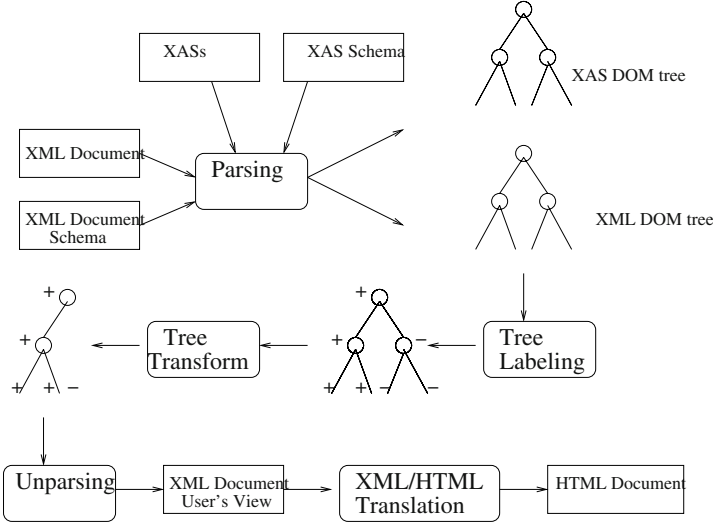 XASs
XAS Schema
XAS DOM tree
XML Document
Parsing
XML Document
Schema
XML DOM tree
+
+
+ + −
Tree
Transform
+
+ −
+ + − −
Tree
Labeling
Unparsing
XML Document
User's View
XML/HTML
Translation
HTML Document